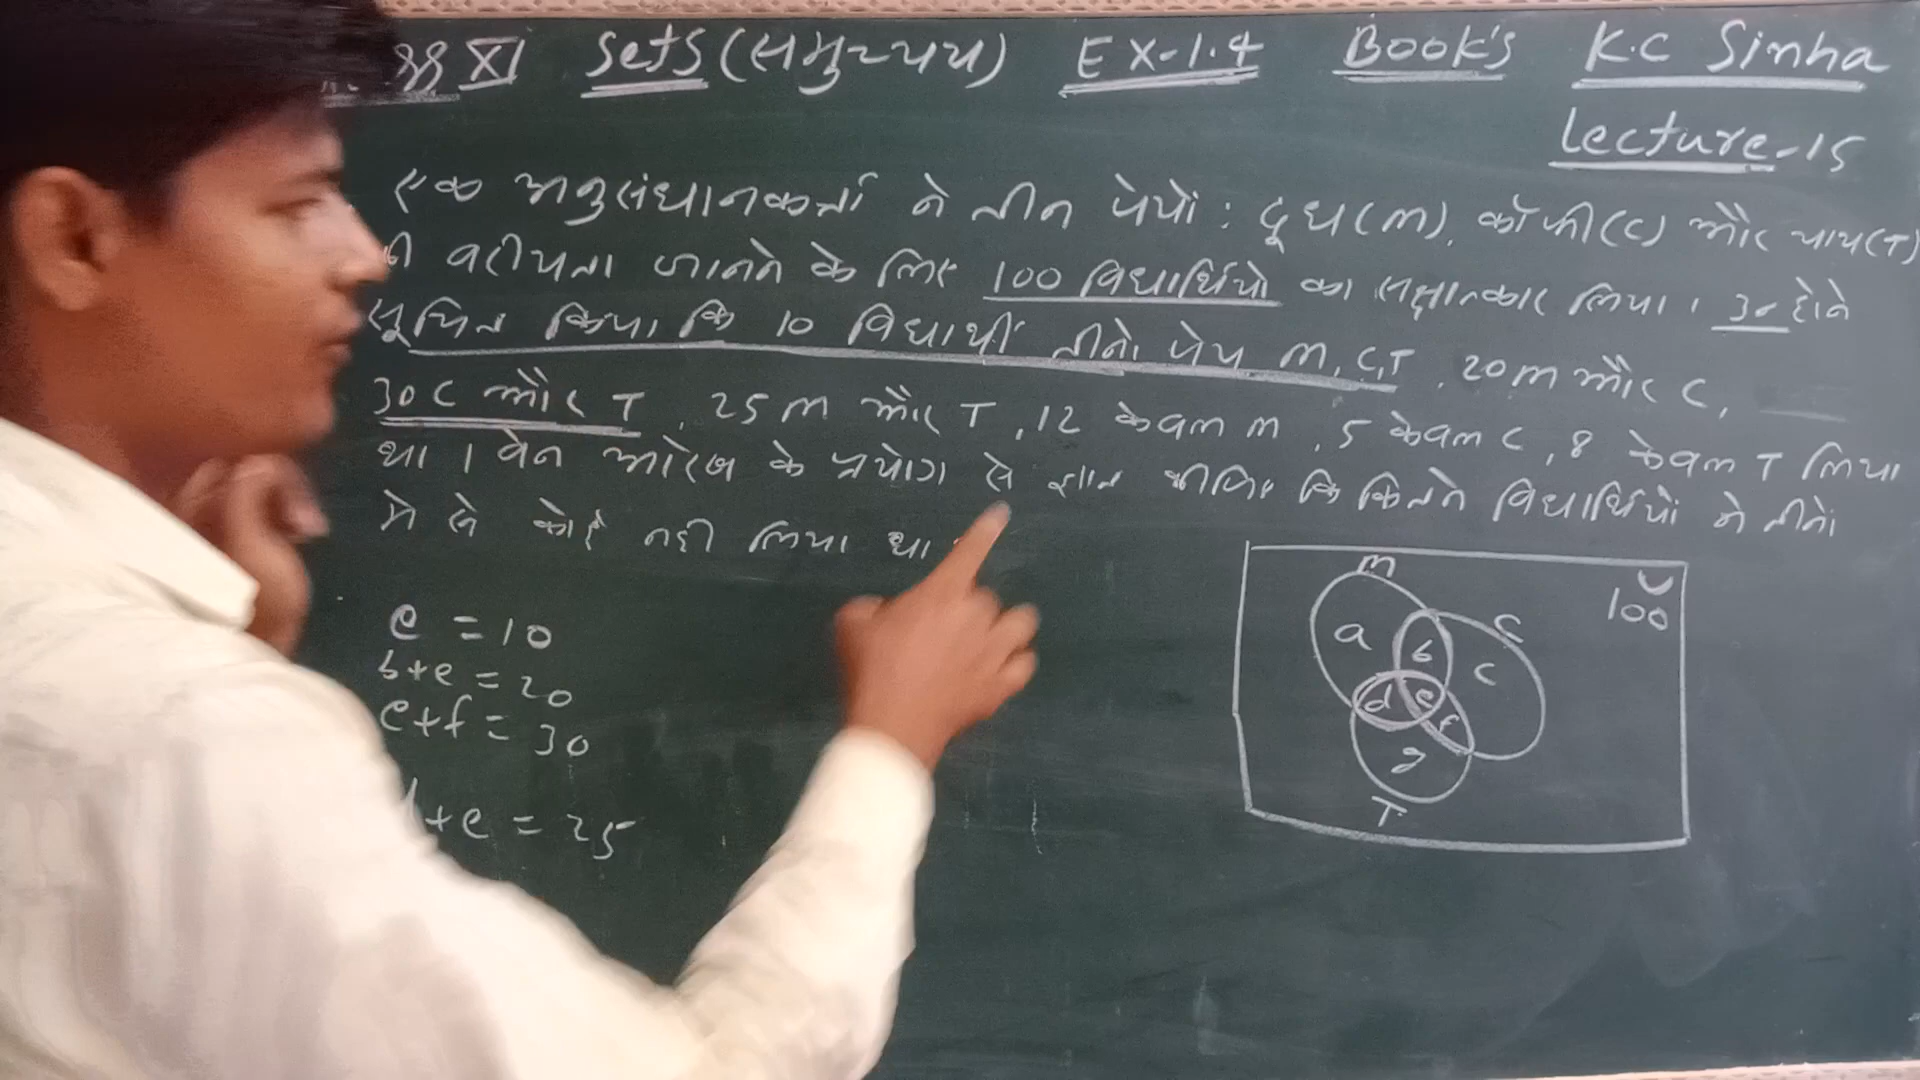 XI Sets (समुच्चय) EX-1.4 Book's K.C Sinha
Lecture-15
एक अनुसंधानकर्ता ने तीन पेयों : दूध(M), कॉफी(C) और चाय(T)
की वरीयता जानने के लिए 100 विद्यार्थियो का साक्षात्कार लिया । उन्होने
सूचित किया कि 10 विद्यार्थी तीनो पेय M, C, T, 20 M और C,
30 C और T, 25 M और T, 12 केवल M, 5 केवल C, 8 केवल T लिया
था । वेन आरेख के प्रयोग से ज्ञात कीजिए कि कितने विद्यार्थियों ने तीनो
मे से कोई नही लिया था
e = 10
b+e = 20
e+f = 30
+e = 25
M
U
100
C
a
b
c
d
e
f
g
T